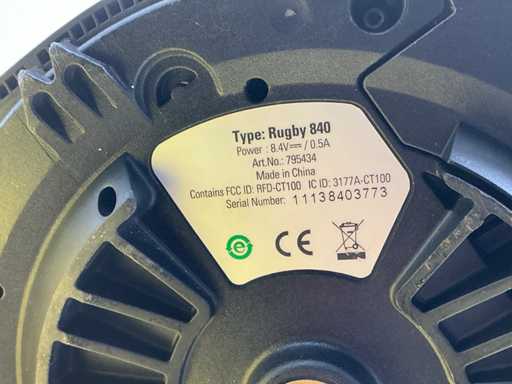 Type: Rugby 840
Power : 8.4V⎓ / 0.5A
Art.No.: 795434
Made in China
Contains FCC ID: RFD-CT100 IC ID: 3177A-CT100
Serial Number: 11138403773
e
CE